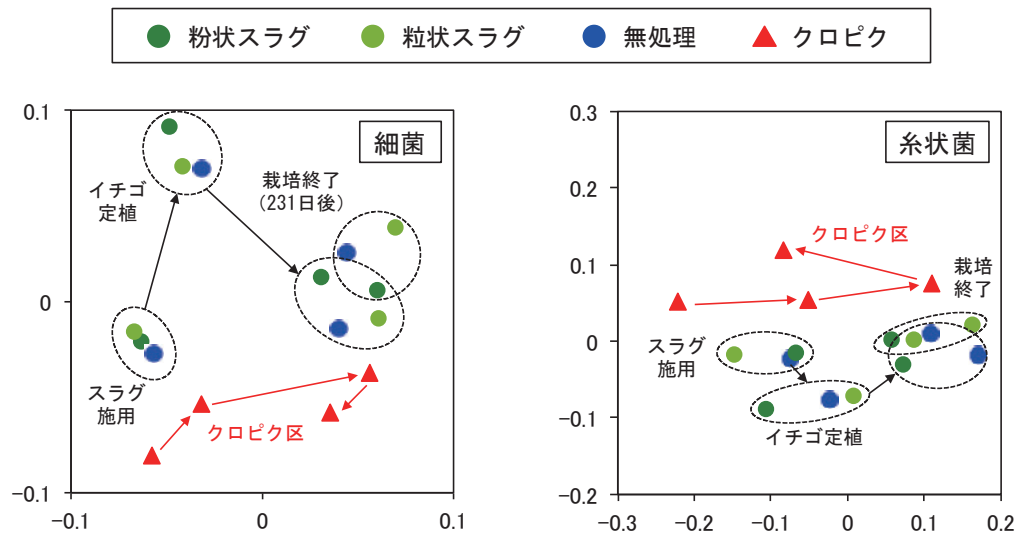 粉状スラグ 粒状スラグ 無処理 クロピク
細菌
0.1
0
-0.1
-0.1 0 0.1
イチゴ
定植
栽培終了
(231日後)
スラグ
施用
クロピク区
糸状菌
0.3
0.2
0.1
0
-0.1
-0.2
-0.3 -0.2 -0.1 0 0.1 0.2
クロピク区
栽培
終了
スラグ
施用
イチゴ定植